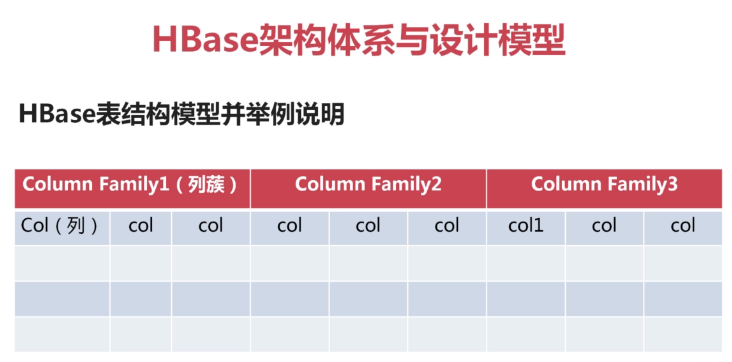 HBase架构体系与设计模型
HBase表结构模型并举例说明
Column Family1（列蔟） Column Family2 Column Family3
Col（列） col col col col col col1 col col